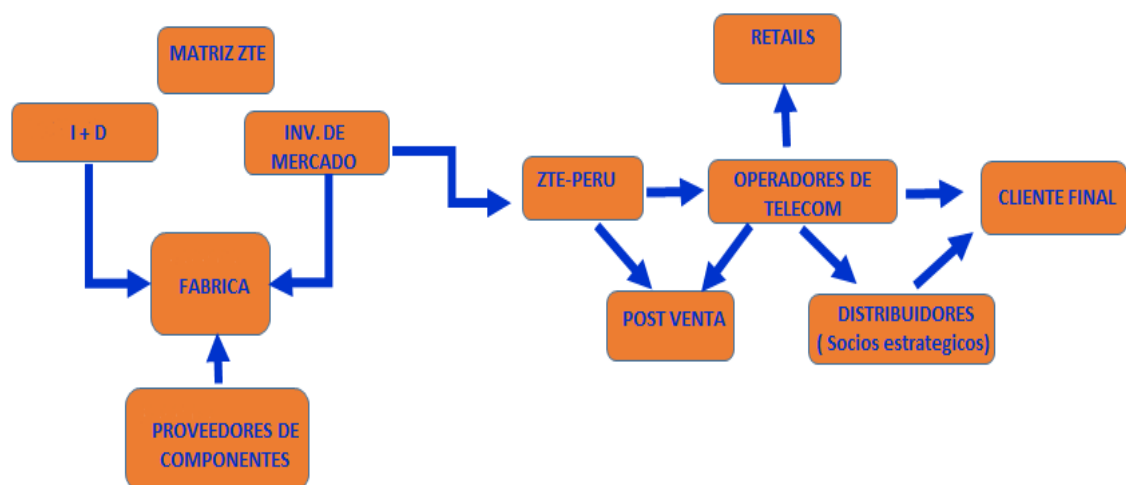 MATRIZ ZTE
RETAILS
I + D
INV. DE
MERCADO
ZTE-PERU
OPERADORES DE
TELECOM
CLIENTE FINAL
FABRICA
POST VENTA
DISTRIBUIDORES
( Socios estrategicos)
PROVEEDORES DE
COMPONENTES